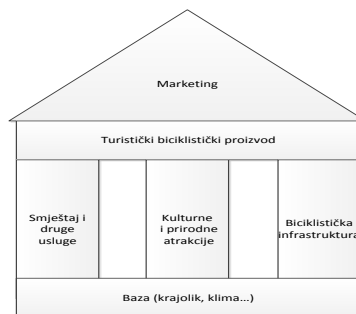 Marketing
Turistički biciklistički proizvod
Smještaj i
druge
usluge
Kulturne
i prirodne
atrakcije
Biciklistička
infrastruktura
Baza (krajolik, klima...)